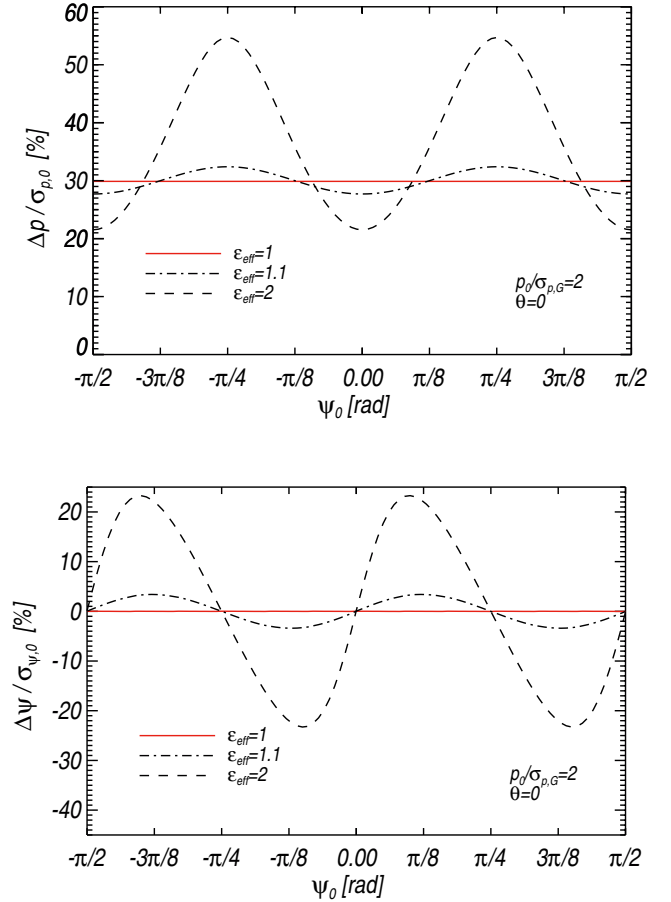 60
50
40
30
20
10
0
Δp/σp,0 [%]
εeff=1
εeff=1.1
εeff=2
p0/σp,G=2
θ=0
-π/2 -3π/8 -π/4 -π/8 0.00 π/8 π/4 3π/8 π/2
ψ0 [rad]
20
10
0
-10
-20
-30
-40
Δψ/σψ,0 [%]
εeff=1
εeff=1.1
εeff=2
p0/σp,G=2
θ=0
-π/2 -3π/8 -π/4 -π/8 0.00 π/8 π/4 3π/8 π/2
ψ0 [rad]